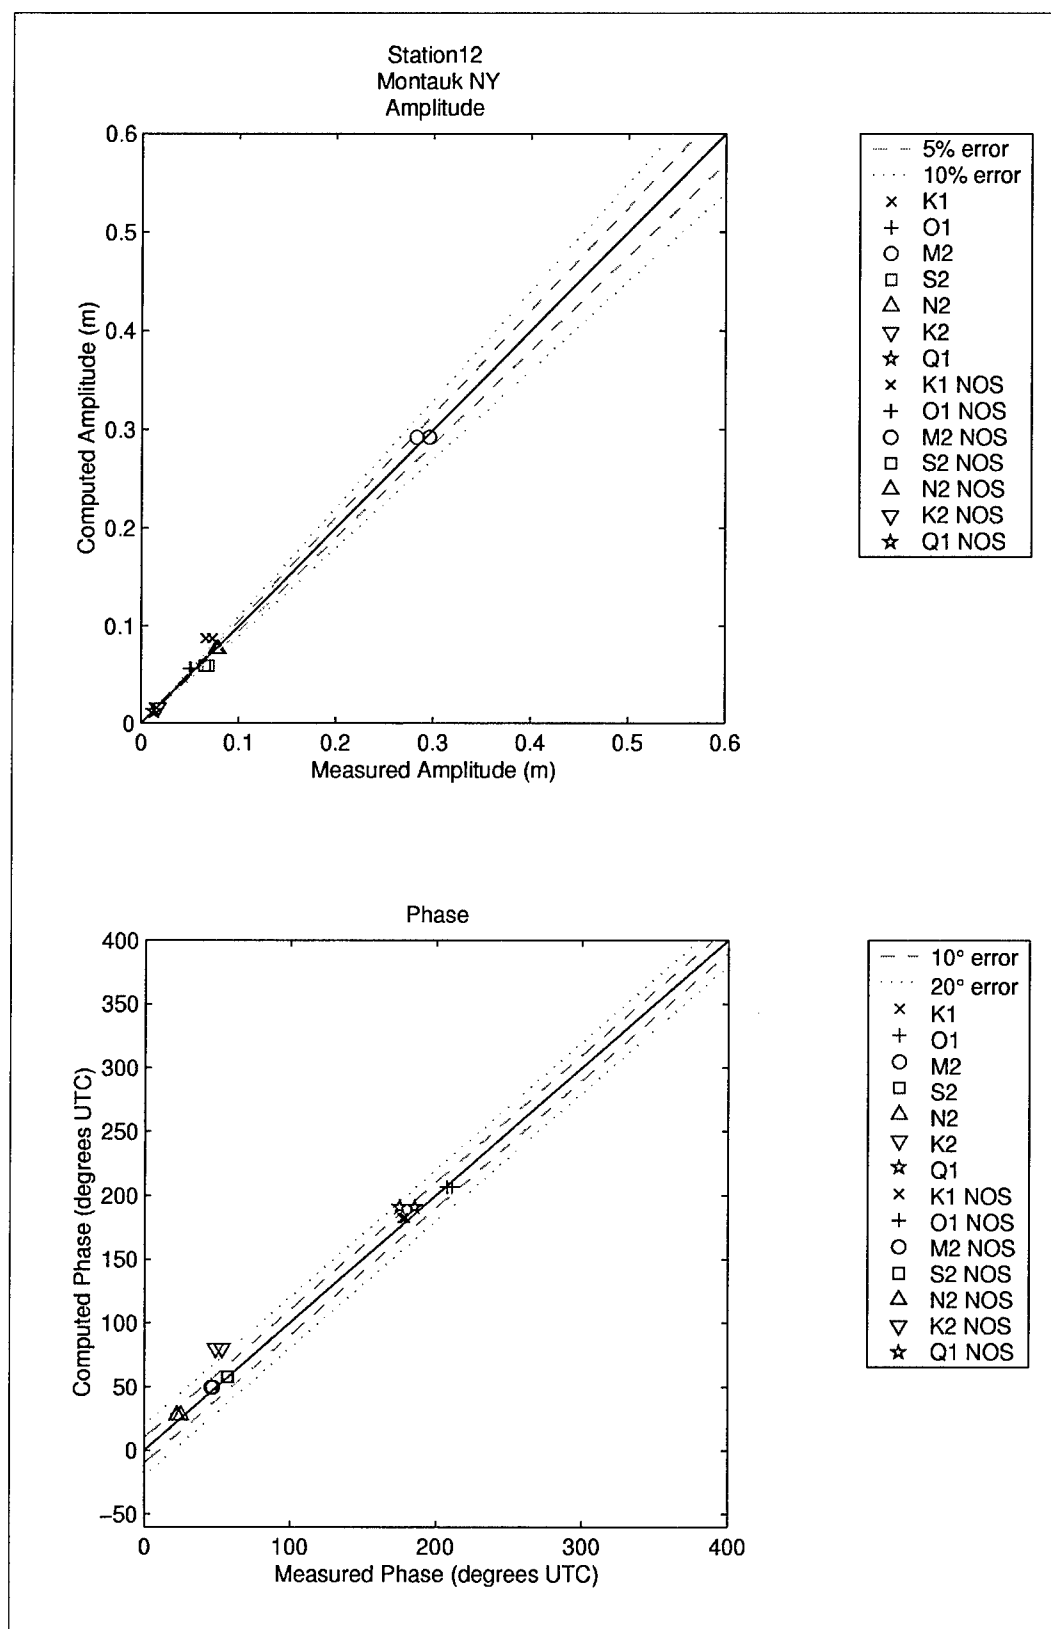 Station12
Montauk NY
Amplitude
0.6
0.5
0.4
0.3
0.2
0.1
0
Computed Amplitude (m)
0 0.1 0.2 0.3 0.4 0.5 0.6
Measured Amplitude (m)
5% error
10% error
K1
O1
M2
S2
N2
K2
Q1
K1 NOS
O1 NOS
M2 NOS
S2 NOS
N2 NOS
K2 NOS
Q1 NOS
Phase
400
350
300
250
200
150
100
50
0
−50
Computed Phase (degrees UTC)
0 100 200 300 400
Measured Phase (degrees UTC)
10° error
20° error
K1
O1
M2
S2
N2
K2
Q1
K1 NOS
O1 NOS
M2 NOS
S2 NOS
N2 NOS
K2 NOS
Q1 NOS